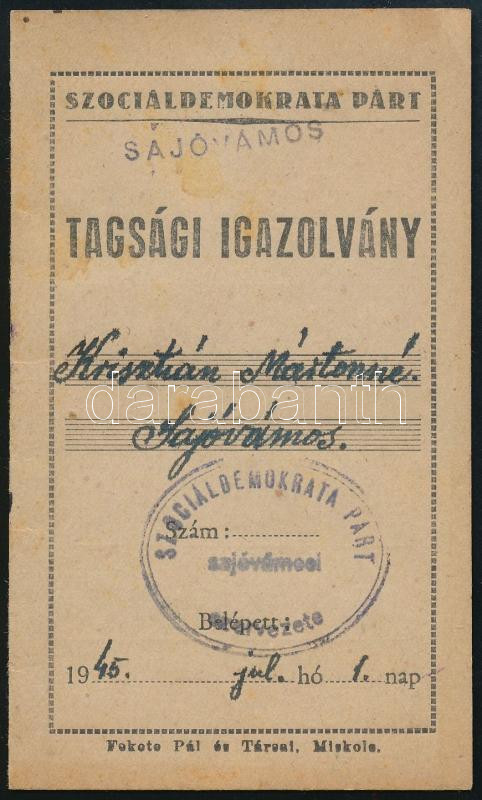 SZOCIÁLDEMOKRATA PÁRT
SAJÓVÁMOS
TAGSÁGI IGAZOLVÁNY
Krisztián Mártonné.
darabanth
Sajóvámos.
SZOCIÁLDEMOKRATA PÁRT
Szám :
sajóvámosi
Belépett :
szervezete
1945. júl. hó 1. nap
Fekete Pál és Társai, Miskolc.